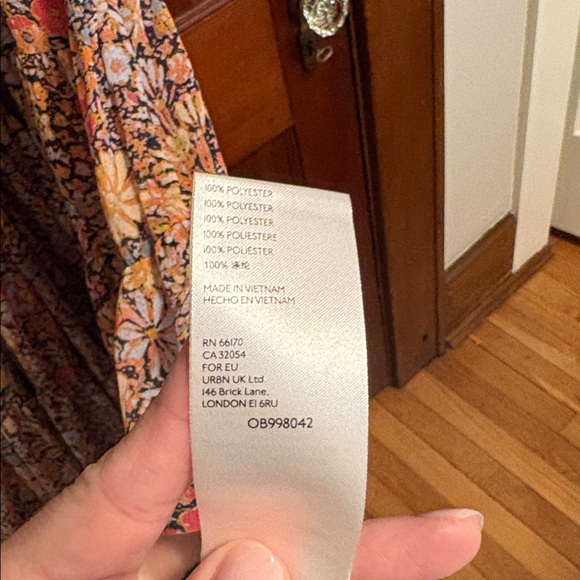 100% POLYESTER
100% POLYESTER
100% POLYESTER
100% POLIESTERE
100% POLIÉSTER
100% 涤纶
MADE IN VIETNAM
HECHO EN VIETNAM
RN 66170
CA 32054
FOR EU
URBN UK Ltd.
146 Brick Lane,
LONDON E1 6RU
OB998042